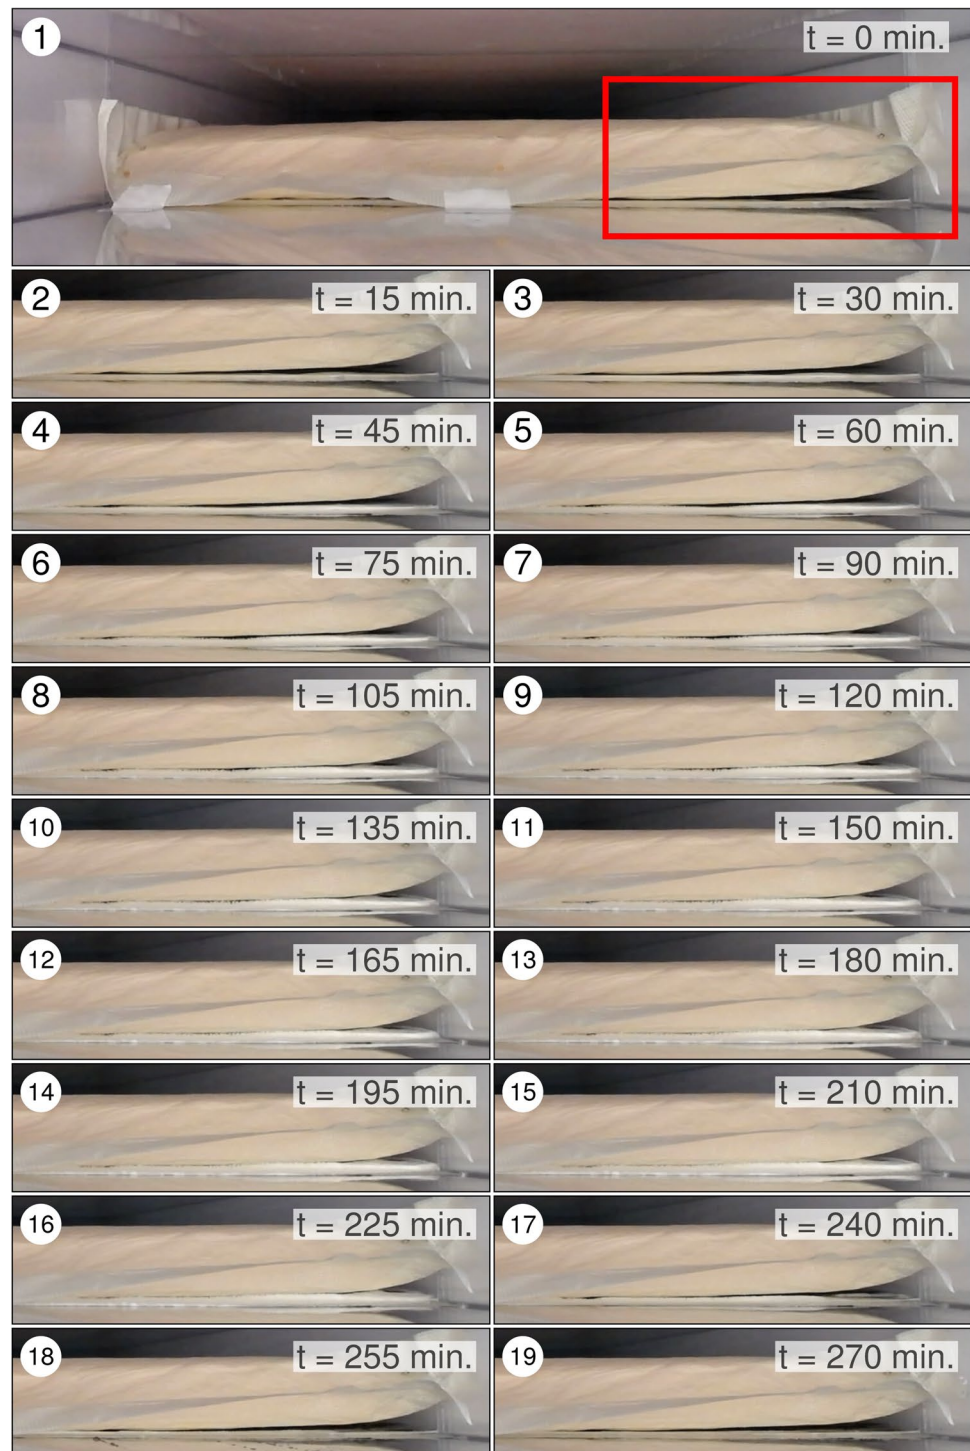 1
t = 0 min.
2
t = 15 min.
3
t = 30 min.
4
t = 45 min.
5
t = 60 min.
6
t = 75 min.
7
t = 90 min.
8
t = 105 min.
9
t = 120 min.
10
t = 135 min.
11
t = 150 min.
12
t = 165 min.
13
t = 180 min.
14
t = 195 min.
15
t = 210 min.
16
t = 225 min.
17
t = 240 min.
18
t = 255 min.
19
t = 270 min.